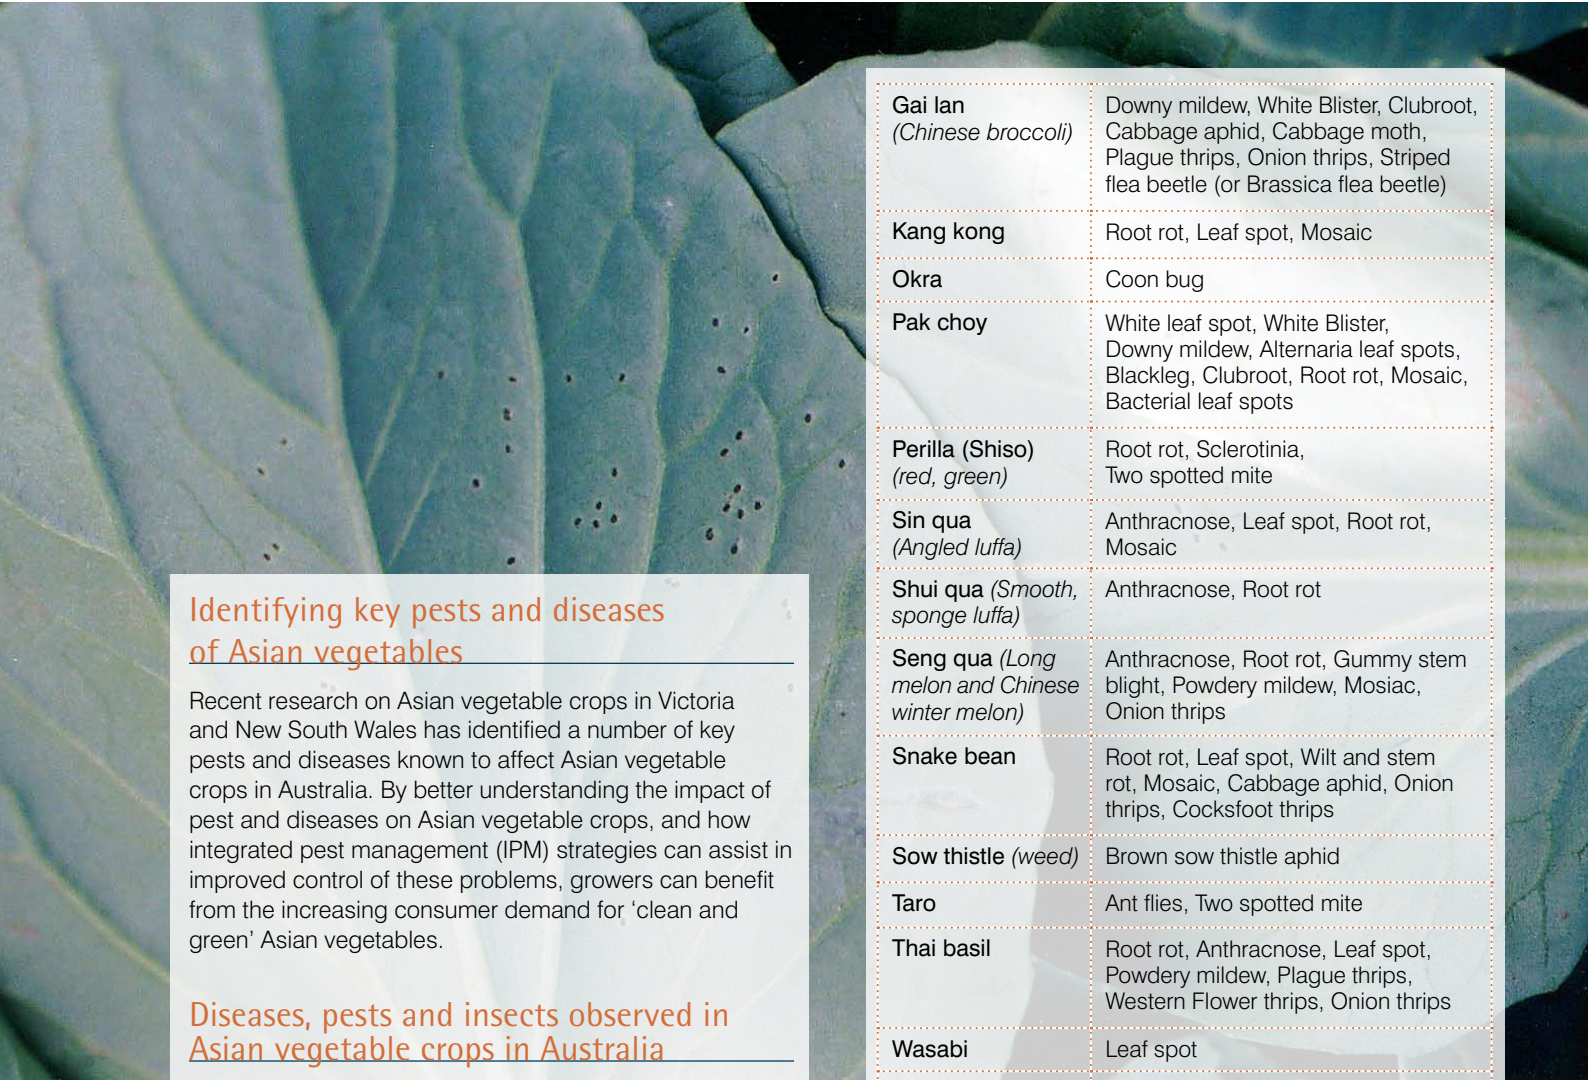 Identifying key pests and diseases
of Asian vegetables
Recent research on Asian vegetable crops in Victoria
and New South Wales has identified a number of key
pests and diseases known to affect Asian vegetable
crops in Australia. By better understanding the impact of
pest and diseases on Asian vegetable crops, and how
integrated pest management (IPM) strategies can assist in
improved control of these problems, growers can benefit
from the increasing consumer demand for ‘clean and
green’ Asian vegetables.
Diseases, pests and insects observed in
Asian vegetable crops in Australia
Gai lan
(Chinese broccoli)
Downy mildew, White Blister, Clubroot,
Cabbage aphid, Cabbage moth,
Plague thrips, Onion thrips, Striped
flea beetle (or Brassica flea beetle)
Kang kong
Root rot, Leaf spot, Mosaic
Okra
Coon bug
Pak choy
White leaf spot, White Blister,
Downy mildew, Alternaria leaf spots,
Blackleg, Clubroot, Root rot, Mosaic,
Bacterial leaf spots
Perilla (Shiso)
(red, green)
Root rot, Sclerotinia,
Two spotted mite
Sin qua
(Angled luffa)
Anthracnose, Leaf spot, Root rot,
Mosaic
Shui qua (Smooth,
sponge luffa)
Anthracnose, Root rot
Seng qua (Long
melon and Chinese
winter melon)
Anthracnose, Root rot, Gummy stem
blight, Powdery mildew, Mosiac,
Onion thrips
Snake bean
Root rot, Leaf spot, Wilt and stem
rot, Mosaic, Cabbage aphid, Onion
thrips, Cocksfoot thrips
Sow thistle (weed)
Brown sow thistle aphid
Taro
Ant flies, Two spotted mite
Thai basil
Root rot, Anthracnose, Leaf spot,
Powdery mildew, Plague thrips,
Western Flower thrips, Onion thrips
Wasabi
Leaf spot